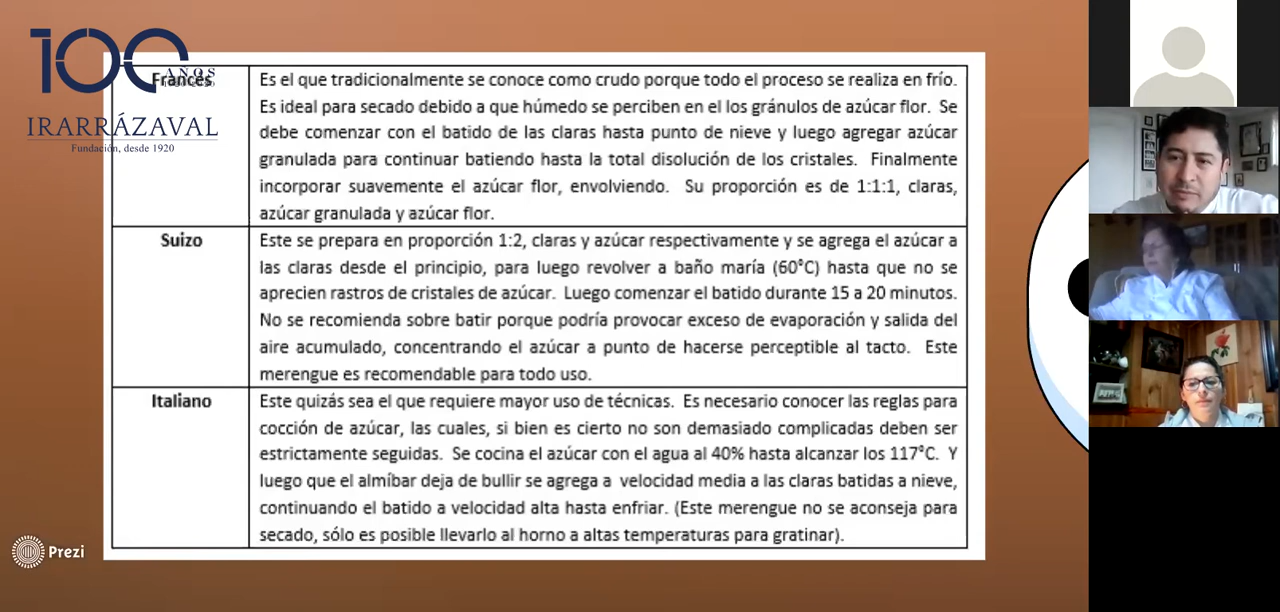 100
AÑOS
IRARRÁZAVAL
Fundación, desde 1920
Francés
Es el que tradicionalmente se conoce como crudo porque todo el proceso se realiza en frío.
Es ideal para secado debido a que húmedo se perciben en el los gránulos de azúcar flor. Se
debe comenzar con el batido de las claras hasta punto de nieve y luego agregar azúcar
granulada para continuar batiendo hasta la total disolución de los cristales. Finalmente
incorporar suavemente el azúcar flor, envolviendo. Su proporción es de 1:1:1, claras,
azúcar granulada y azúcar flor.
Suizo
Este se prepara en proporción 1:2, claras y azúcar respectivamente y se agrega el azúcar a
las claras desde el principio, para luego revolver a baño maría (60°C) hasta que no se
aprecien rastros de cristales de azúcar. Luego comenzar el batido durante 15 a 20 minutos.
No se recomienda sobre batir porque podría provocar exceso de evaporación y salida del
aire acumulado, concentrando el azúcar a punto de hacerse perceptible al tacto. Este
merengue es recomendable para todo uso.
Italiano
Este quizás sea el que requiere mayor uso de técnicas. Es necesario conocer las reglas para
cocción de azúcar, las cuales, si bien es cierto no son demasiado complicadas deben ser
estrictamente seguidas. Se cocina el azúcar con el agua al 40% hasta alcanzar los 117°C. Y
luego que el almíbar deja de bullir se agrega a velocidad media a las claras batidas a nieve,
continuando el batido a velocidad alta hasta enfriar. (Este merengue no se aconseja para
secado, sólo es posible llevarlo al horno a altas temperaturas para gratinar).
Prezi